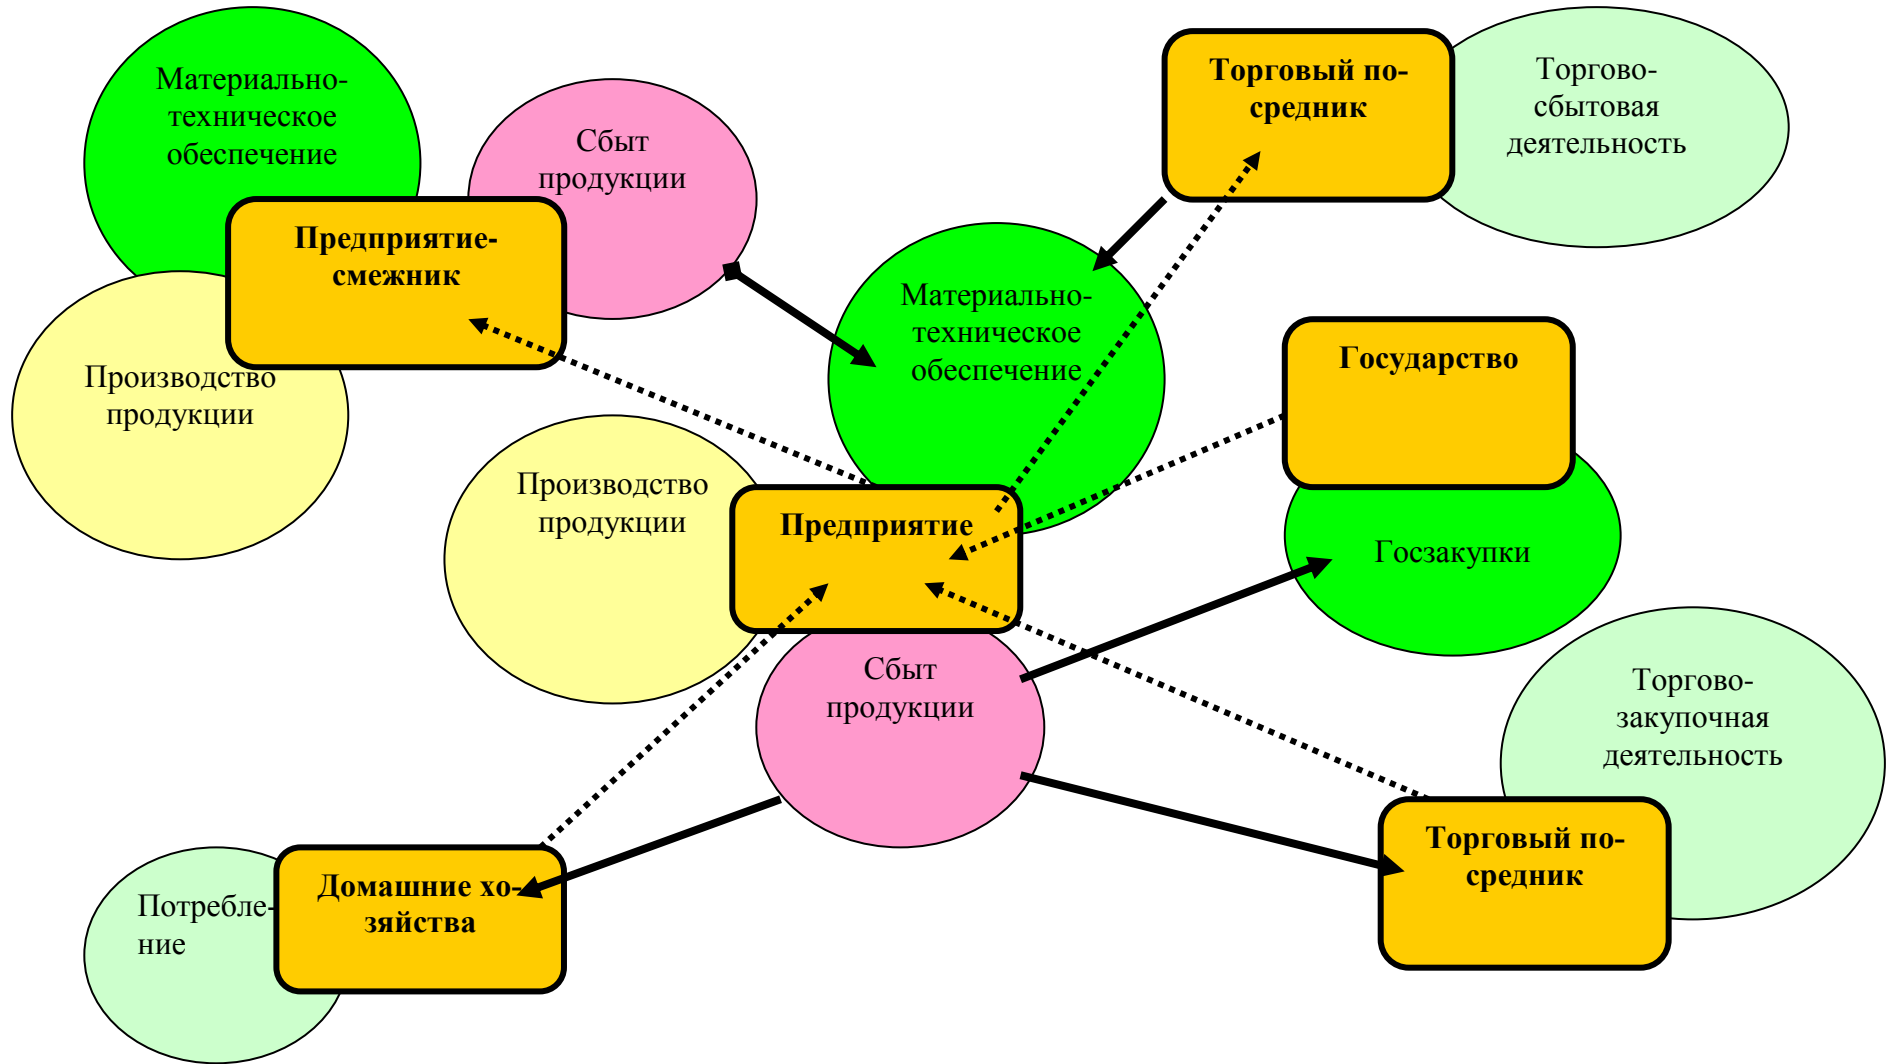 Материально-
техническое
обеспечение
Сбыт
продукции
Предприятие-
смежник
Производство
продукции
Торговый по-
средник
Торгово-
сбытовая
деятельность
Материально-
техническое
обеспечение
Государство
Госзакупки
Производство
продукции
Предприятие
Сбыт
продукции
Торгово-
закупочная
деятельность
Торговый по-
средник
Потребле-
ние
Домашние хо-
зяйства